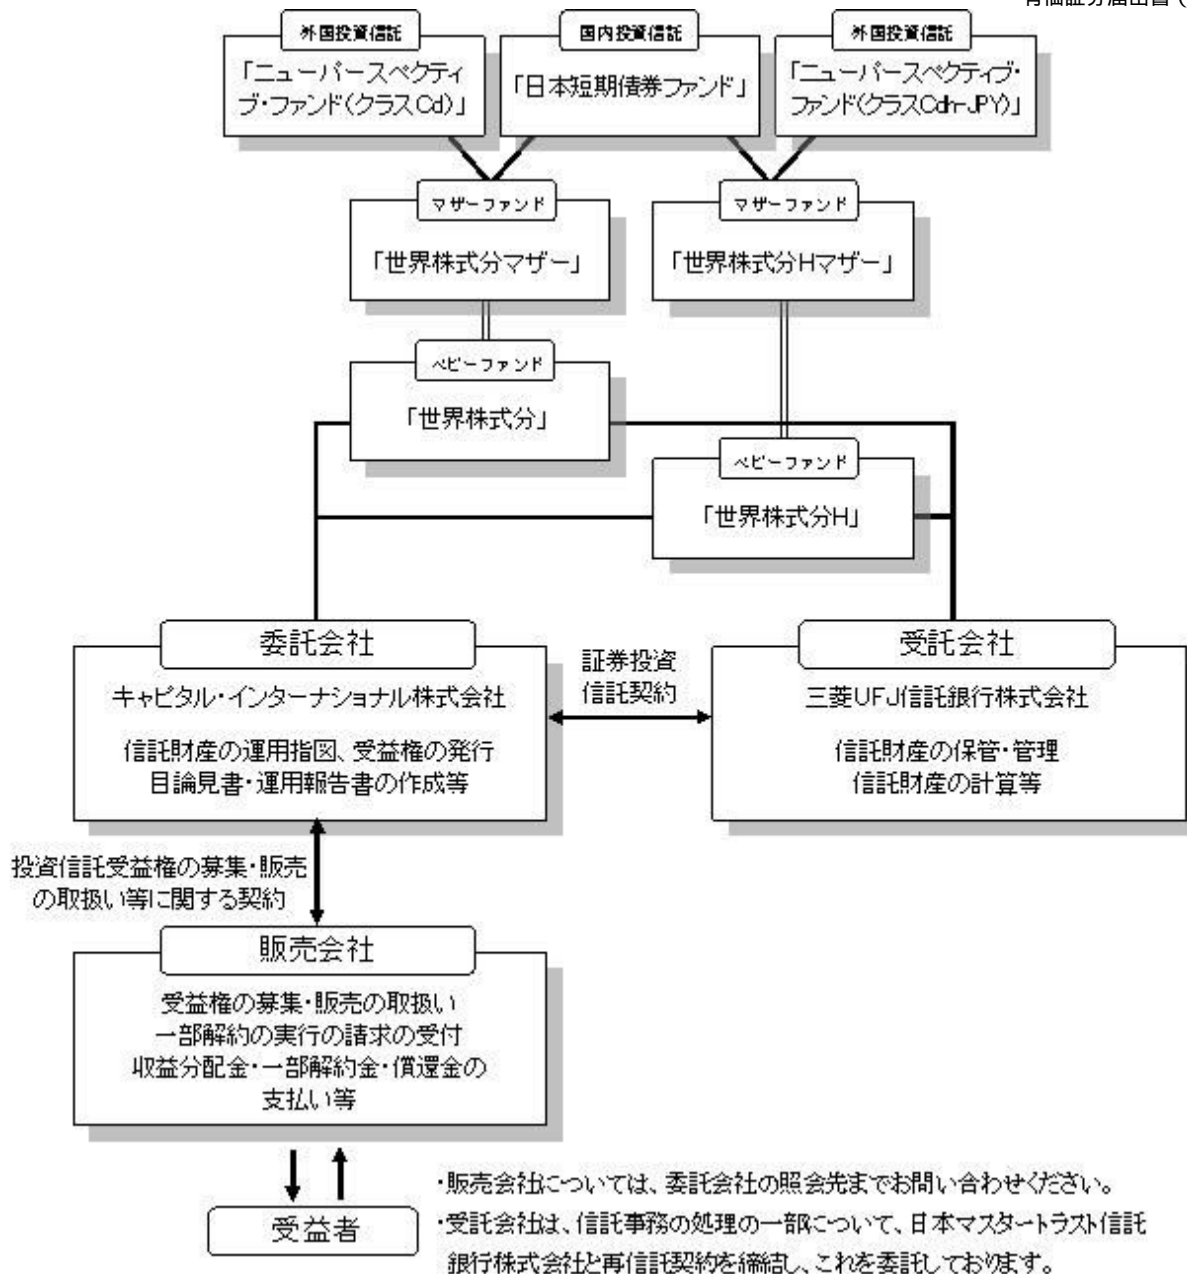 有価証券届出書（
外国投資信託
「ニューパースペクティ
ブ・ファンド(クラスCd)」
国内投資信託
「日本短期債券ファンド」
外国投資信託
「ニューパースペクティブ・
ファンド(クラスCdh-JPY)」
マザーファンド
「世界株式分マザー」
マザーファンド
「世界株式分Hマザー」
ベビーファンド
「世界株式分」
ベビーファンド
「世界株式分H」
委託会社
キャピタル・インターナショナル株式会社
信託財産の運用指図、受益権の発行
目論見書・運用報告書の作成等
証券投資
信託契約
受託会社
三菱UFJ信託銀行株式会社
信託財産の保管・管理
信託財産の計算等
投資信託受益権の募集・販売
の取扱い等に関する契約
販売会社
受益権の募集・販売の取扱い
一部解約の実行の請求の受付
収益分配金・一部解約金・償還金の
支払い等
受益者
・販売会社については、委託会社の照会先までお問い合わせください。
・受託会社は、信託事務の処理の一部について、日本マスタートラスト信託
銀行株式会社と再信託契約を締結し、これを委託しております。